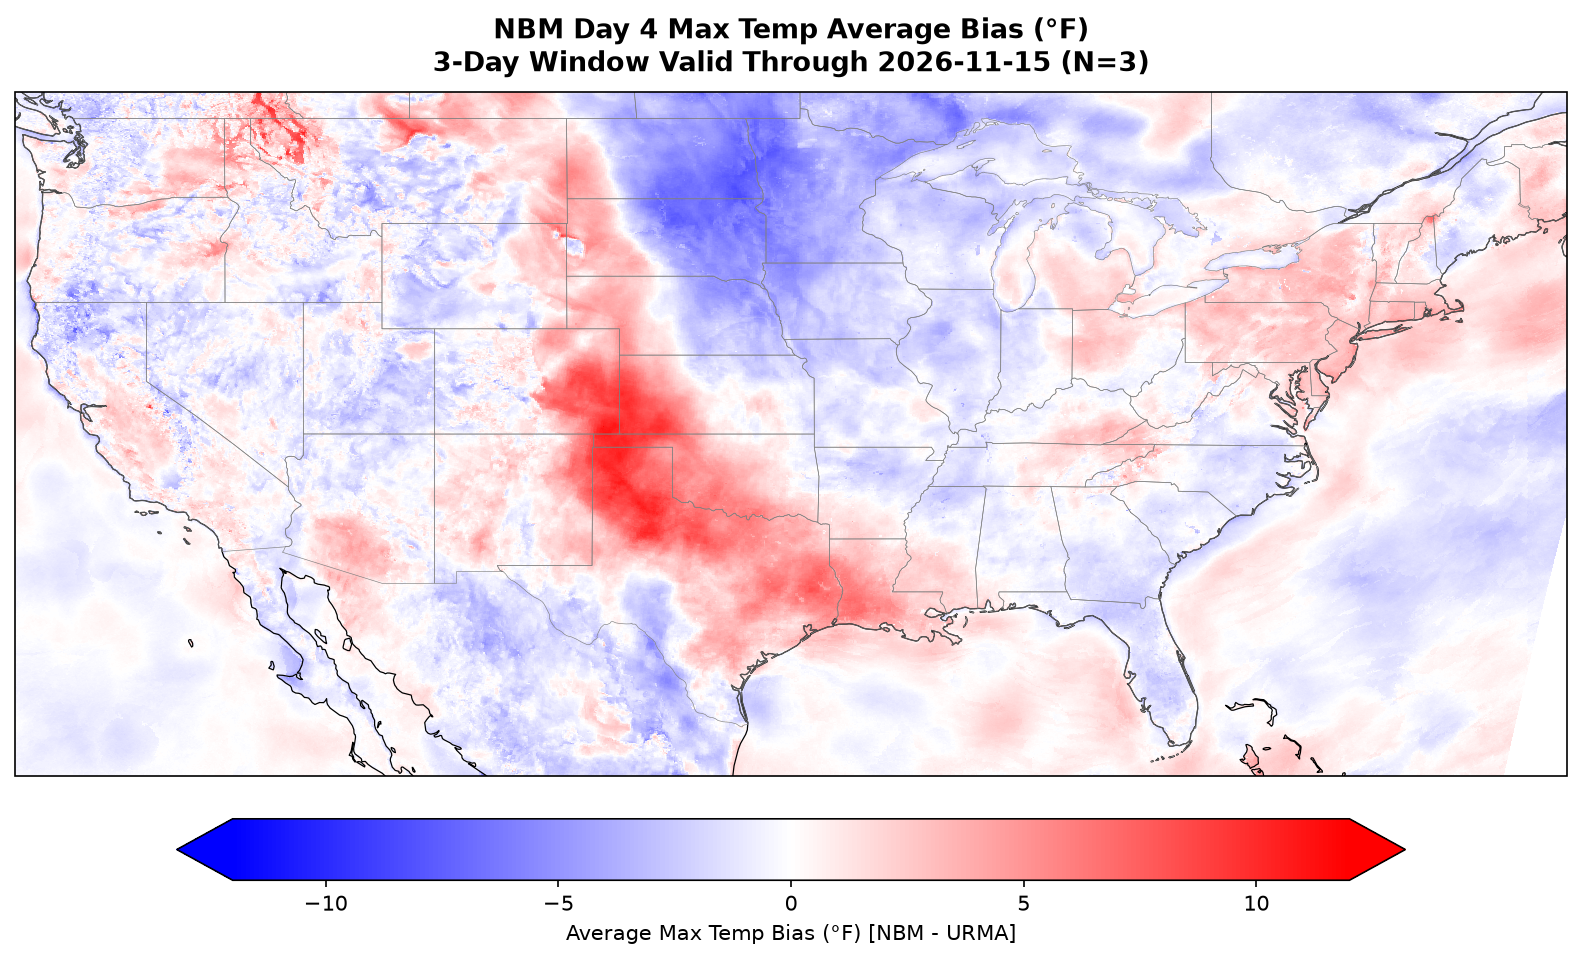 NBM Day 4 Max Temp Average Bias (°F)
3-Day Window Valid Through 2026-11-15 (N=3)
−10 −5 0 5 10
Average Max Temp Bias (°F) [NBM - URMA]